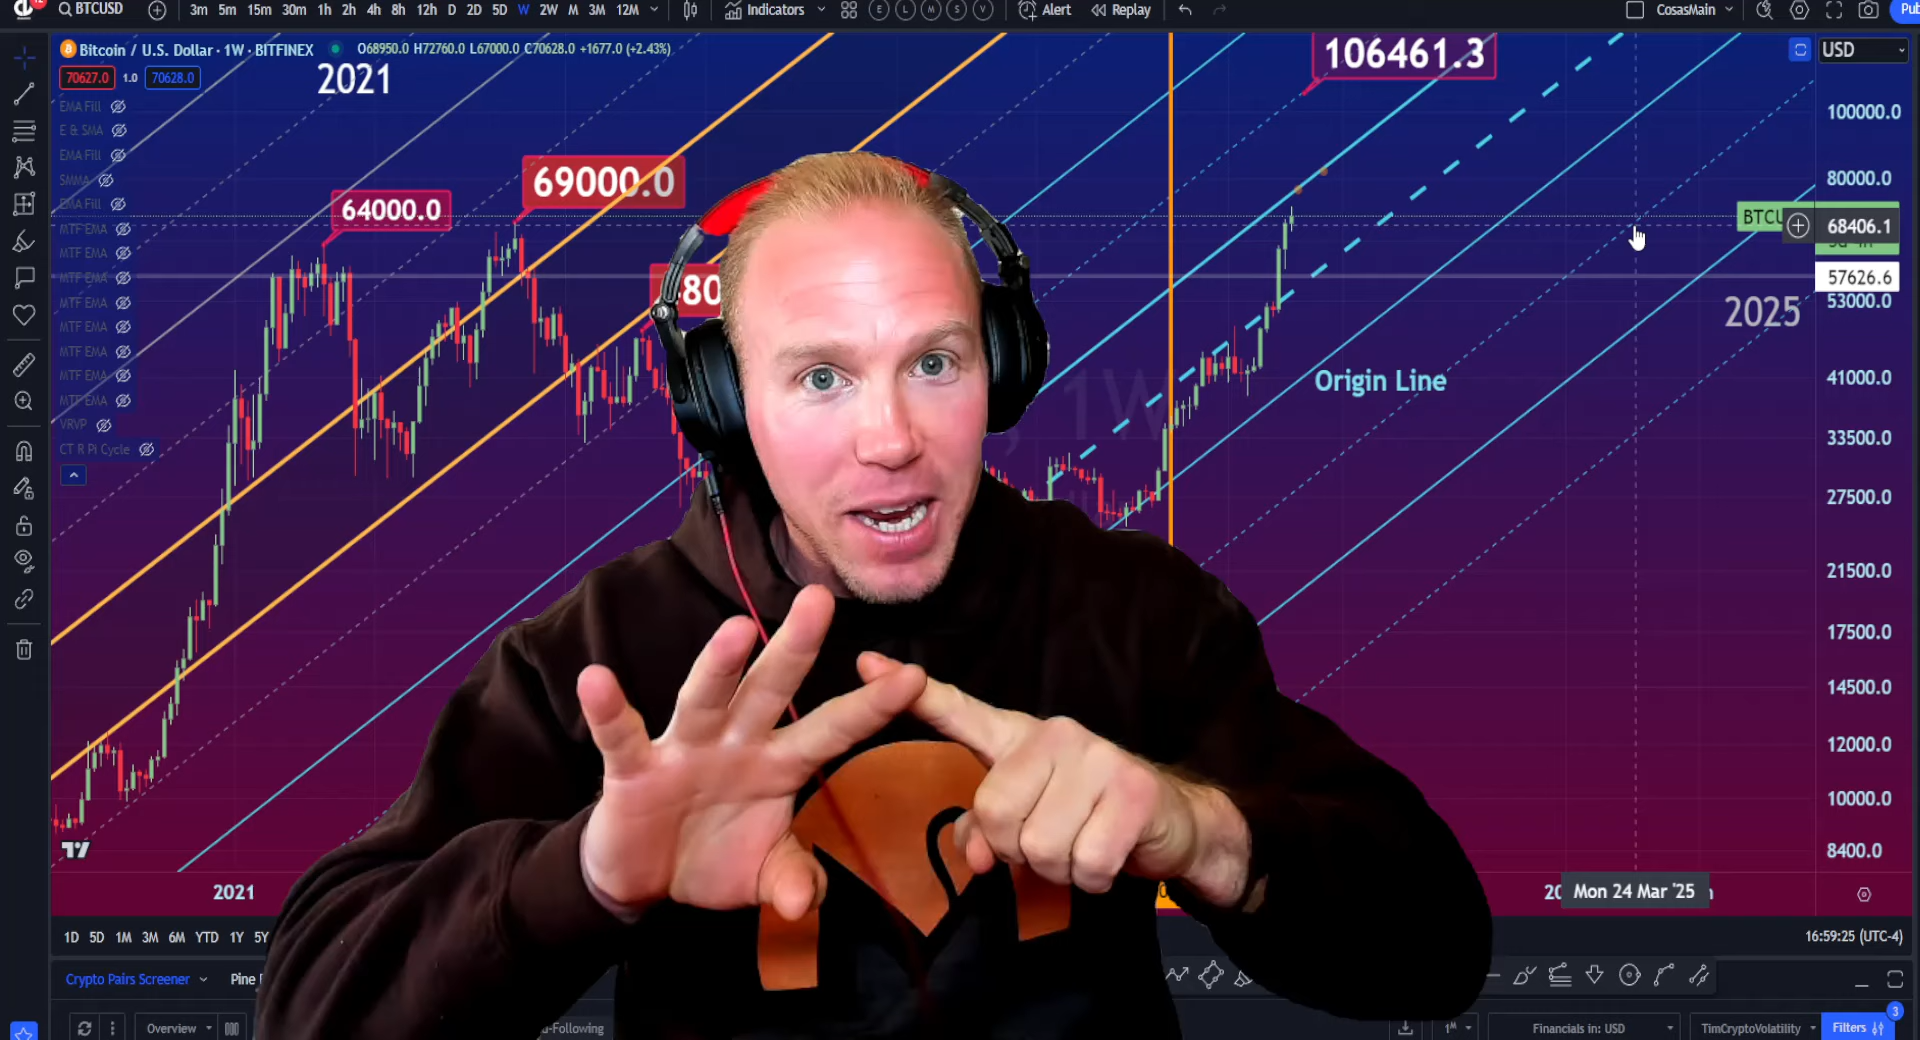 BTCUSD 3m 5m 15m 30m 1h 2h 4h 8h 12h D 2D 5D W 2W M 3M 12M Indicators E L M S V Alert Replay CosasMain Pub
Bitcoin / U.S. Dollar · 1W · BITFINEX O68950.0 H72760.0 L67000.0 C70628.0 +1677.0 (+2.43%) USD
70627.0 1.0 70628.0
2021
106461.3
EMA Fill
E & SMA
EMA Fill
SMMA
EMA Fill
MTF EMA
MTF EMA
MTF EMA
MTF EMA
MTF EMA
MTF EMA
MTF EMA
MTF EMA
VRVP
CT R Pi Cycle
64000.0
69000.0
Origin Line
2025
1W
BTCU
100000.0
80000.0
68406.1
57626.6
53000.0
41000.0
33500.0
27500.0
21500.0
17500.0
14500.0
12000.0
10000.0
8400.0
2021
Mon 24 Mar '25
1D 5D 1M 3M 6M YTD 1Y 5Y 16:59:25 (UTC-4)
Crypto Pairs Screener Pine
Overview d-Following 1M Financials in: USD TimCryptoVolatility Filters 3